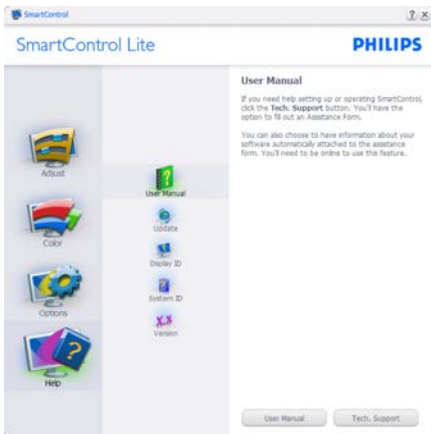 SmartControl
SmartControl Lite
PHILIPS
Adjust
Color
Options
Help
User Manual
Update
Display ID
System ID
Version
User Manual
If you need help setting up or operating SmartControl,
click the Tech. Support button. You'll have the
option to fill out an Assistance Form.
You can also choose to have information about your
software automatically attached to the assistance
form. You'll need to be online to use this feature.
User Manual
Tech. Support